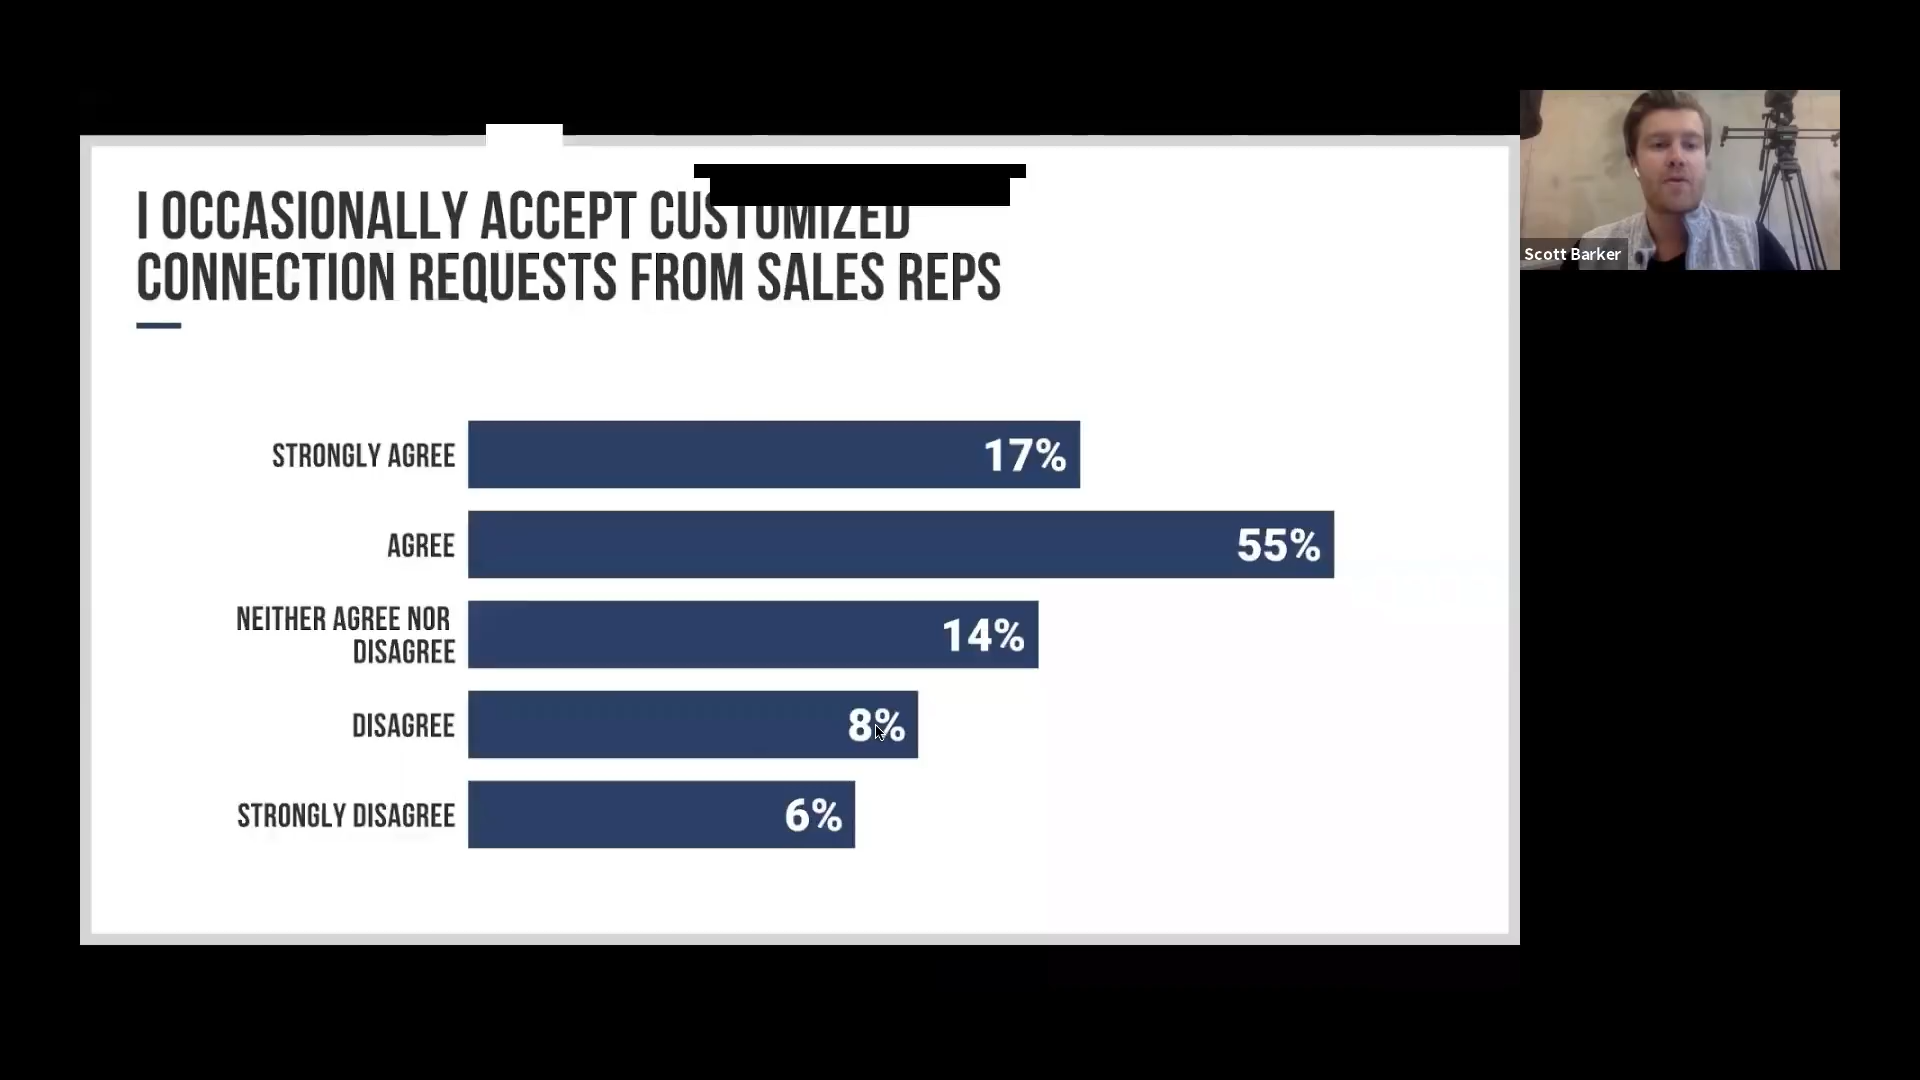 I OCCASIONALLY ACCEPT CUSTOMIZED
CONNECTION REQUESTS FROM SALES REPS
Scott Barker
STRONGLY AGREE
17%
AGREE
55%
NEITHER AGREE NOR
DISAGREE
14%
DISAGREE
8%
STRONGLY DISAGREE
6%